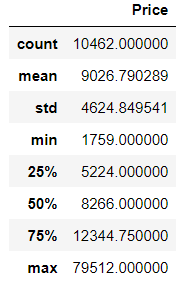 Price
count 10462.000000
mean 9026.790289
std 4624.849541
min 1759.000000
25% 5224.000000
50% 8266.000000
75% 12344.750000
max 79512.000000